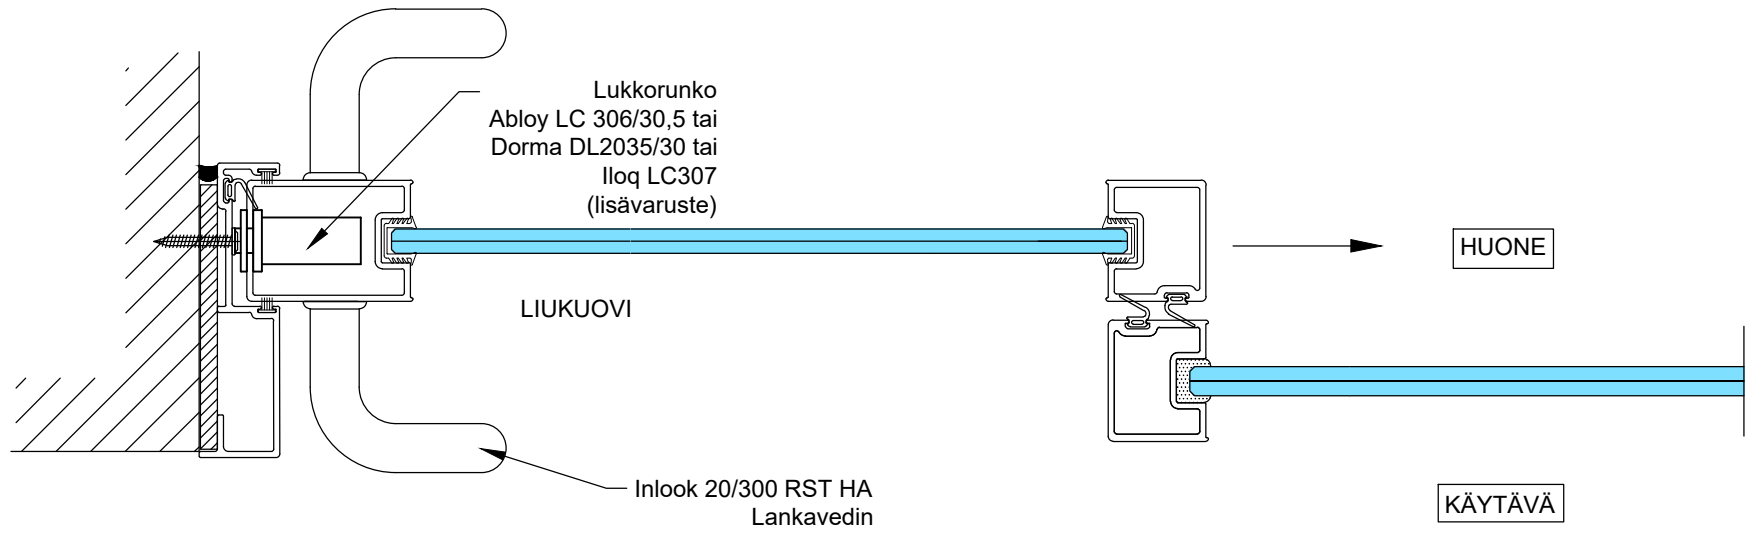 Lukkorunko
Abloy LC 306/30,5 tai
Dorma DL2035/30 tai
Iloq LC307
(lisävaruste)
HUONE
LIUKUOVI
Inlook 20/300 RST HA
Lankavedin
KÄYTÄVÄ